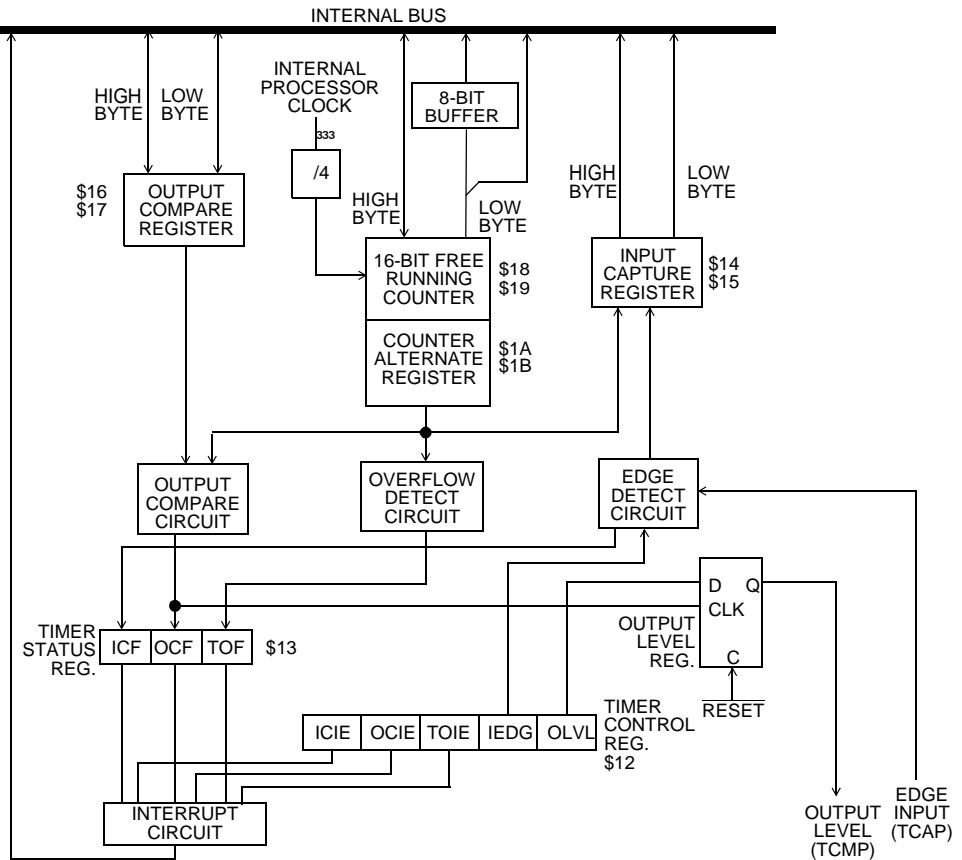 INTERNAL BUS
HIGH
BYTE
LOW
BYTE
INTERNAL
PROCESSOR
CLOCK
333
/4
8-BIT
BUFFER
HIGH
BYTE
LOW
BYTE
HIGH
BYTE
LOW
BYTE
$16
$17
OUTPUT
COMPARE
REGISTER
16-BIT FREE
RUNNING
COUNTER
$18
$19
COUNTER
ALTERNATE
REGISTER
$1A
$1B
INPUT
CAPTURE
REGISTER
$14
$15
OUTPUT
COMPARE
CIRCUIT
OVERFLOW
DETECT
CIRCUIT
EDGE
DETECT
CIRCUIT
D Q
CLK
C
OUTPUT
LEVEL
REG.
RESET
TIMER
STATUS
REG.
ICF OCF TOF
$13
ICIE OCIE TOIE IEDG OLVL
TIMER
CONTROL
REG.
$12
INTERRUPT
CIRCUIT
OUTPUT
LEVEL
(TCMP)
EDGE
INPUT
(TCAP)